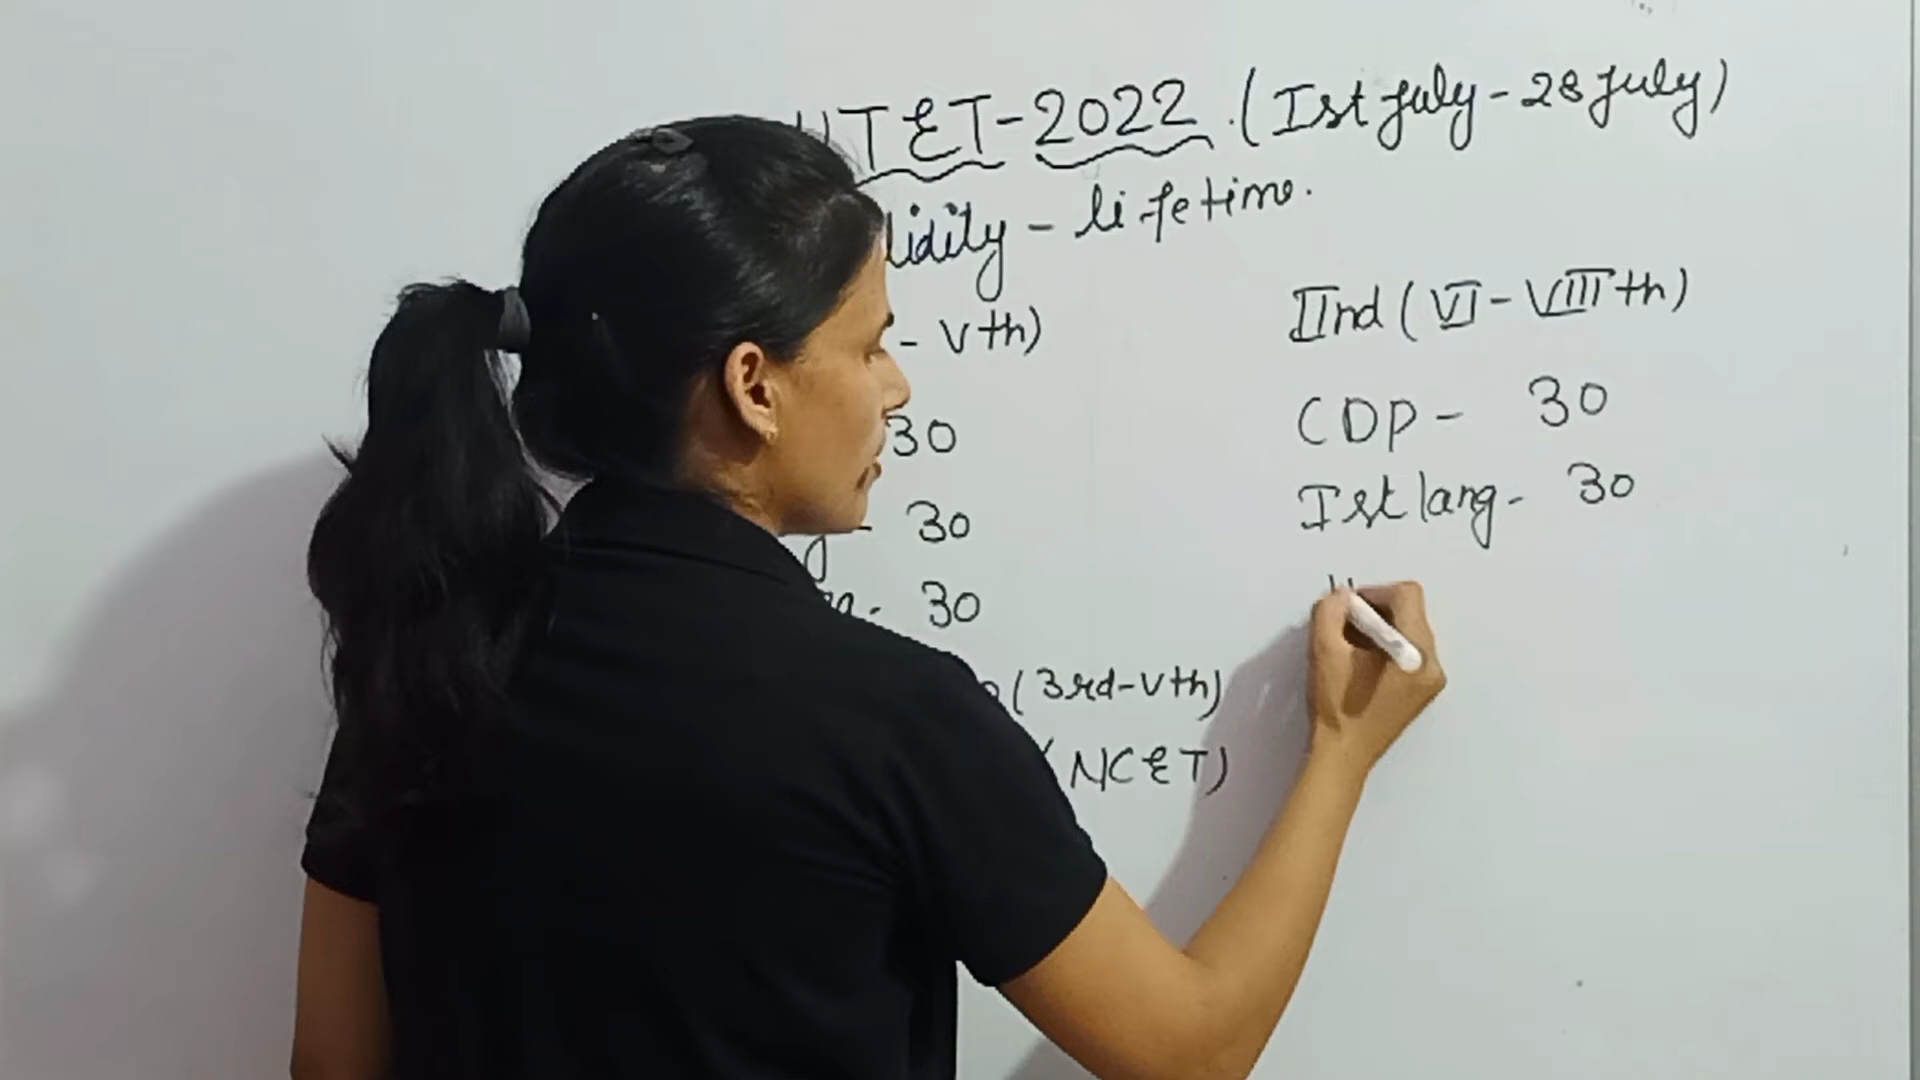 UTET-2022 (Ist July - 28 July)
lidity - lifetime.
- Vth)
30
- 30
- 30
(3rd-Vth)
(NCET)
IInd (VI - VIIIth)
CDP - 30
Ist lang - 30